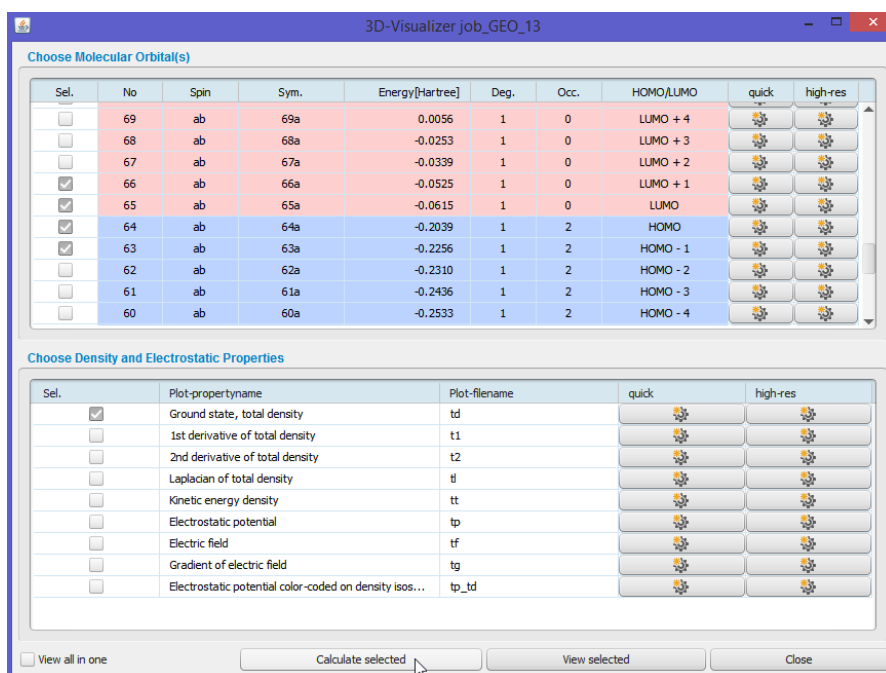 3D-Visualizer job_GEO_13
Choose Molecular Orbital(s)
Sel. No Spin Sym. Energy[Hartree] Deg. Occ. HOMO/LUMO quick high-res
69 ab 69a 0.0056 1 0 LUMO + 4
68 ab 68a -0.0253 1 0 LUMO + 3
67 ab 67a -0.0339 1 0 LUMO + 2
66 ab 66a -0.0525 1 0 LUMO + 1
65 ab 65a -0.0615 1 0 LUMO
64 ab 64a -0.2039 1 2 HOMO
63 ab 63a -0.2256 1 2 HOMO - 1
62 ab 62a -0.2310 1 2 HOMO - 2
61 ab 61a -0.2436 1 2 HOMO - 3
60 ab 60a -0.2533 1 2 HOMO - 4
Choose Density and Electrostatic Properties
Sel. Plot-propertyname Plot-filename quick high-res
Ground state, total density td
1st derivative of total density t1
2nd derivative of total density t2
Laplacian of total density tl
Kinetic energy density tt
Electrostatic potential tp
Electric field tf
Gradient of electric field tg
Electrostatic potential color-coded on density isos... tp_td
View all in one Calculate selected View selected Close